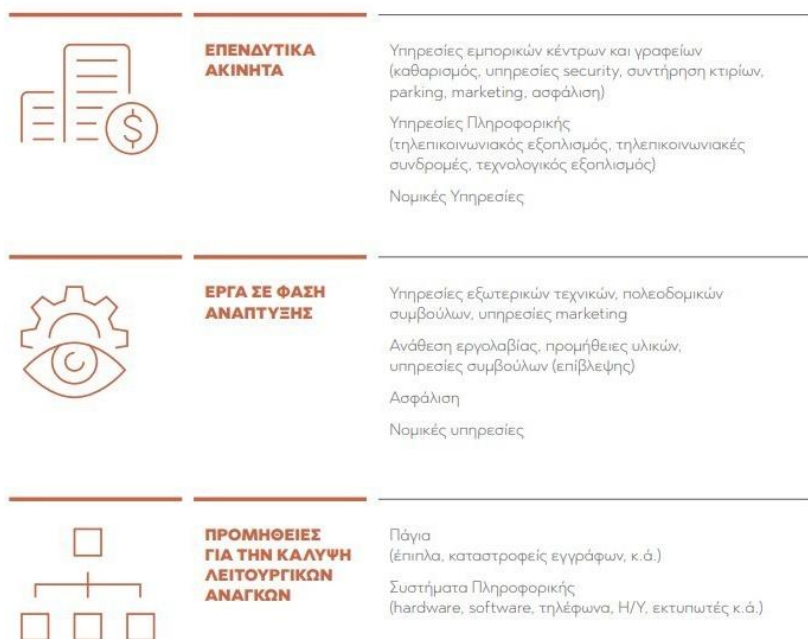 ΕΠΕΝΔΥΤΙΚΑ
ΑΚΙΝΗΤΑ
Υπηρεσίες εμπορικών κέντρων και γραφείων
(καθαρισμός, υπηρεσίες security, συντήρηση κτιρίων,
parking, marketing, ασφάλιση)
Υπηρεσίες Πληροφορικής
(τηλεπικοινωνιακός εξοπλισμός, τηλεπικοινωνιακές
συνδρομές, τεχνολογικός εξοπλισμός)
Νομικές Υπηρεσίες
$
ΕΡΓΑ ΣΕ ΦΑΣΗ
ΑΝΑΠΤΥΞΗΣ
Υπηρεσίες εξωτερικών τεχνικών, πολεοδομικών
συμβούλων, υπηρεσίες marketing
Ανάθεση εργολαβίας, προμήθειες υλικών,
υπηρεσίες συμβούλων (επίβλεψης)
Ασφάλιση
Νομικές υπηρεσίες
ΠΡΟΜΗΘΕΙΕΣ
ΓΙΑ ΤΗΝ ΚΑΛΥΨΗ
ΛΕΙΤΟΥΡΓΙΚΩΝ
ΑΝΑΓΚΩΝ
Πάγια
(έπιπλα, καταστροφείς εγγράφων, κ.ά.)
Συστήματα Πληροφορικής
(hardware, software, τηλέφωνα, Η/Υ, εκτυπωτές κ.ά.)